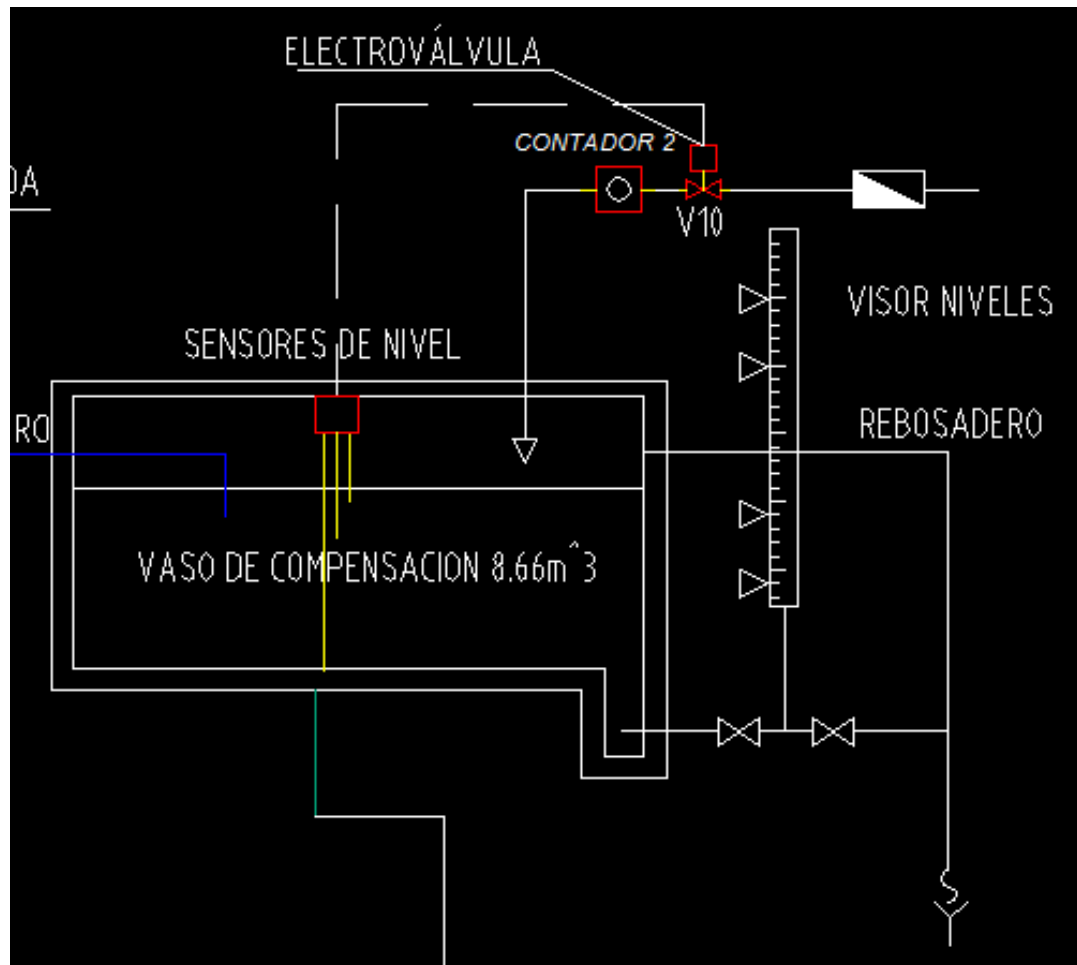 ELECTROVÁLVULA
CONTADOR 2
DA
V10
VISOR NIVELES
SENSORES DE NIVEL
RO
REBOSADERO
VASO DE COMPENSACION 8.66m^3